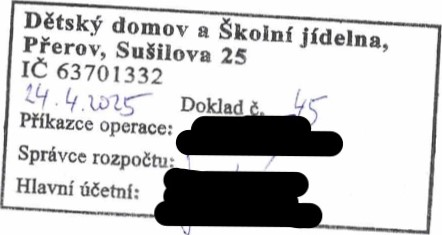 Dětský domov a Školní jídelna,
Přerov, Sušilova 25
IČ 63701332
24.4.2025 Doklad č. 45
Příkazce operace:
Správce rozpočtu:
Hlavní účetní: